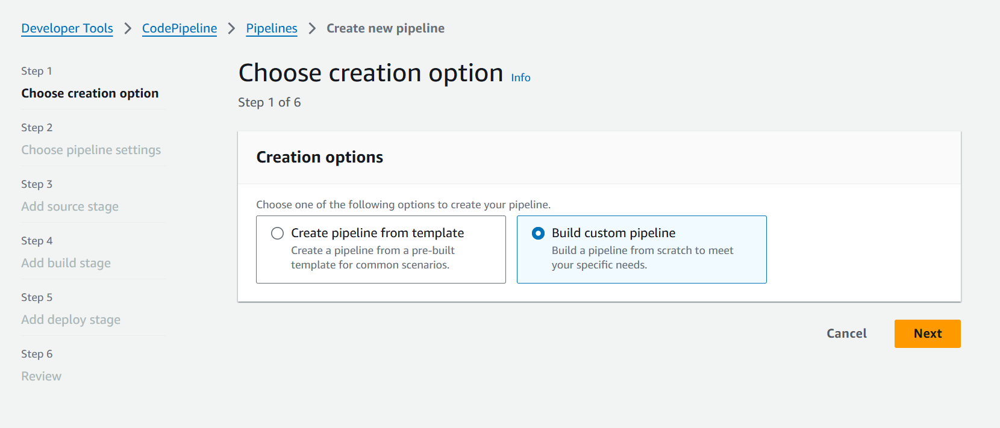 Developer Tools > CodePipeline > Pipelines > Create new pipeline
Step 1
Choose creation option
Step 2
Choose pipeline settings
Step 3
Add source stage
Step 4
Add build stage
Step 5
Add deploy stage
Step 6
Review
Choose creation option Info
Step 1 of 6
Creation options
Choose one of the following options to create your pipeline.
Create pipeline from template
Create a pipeline from a pre-built
template for common scenarios.
Build custom pipeline
Build a pipeline from scratch to meet
your specific needs.
Cancel
Next